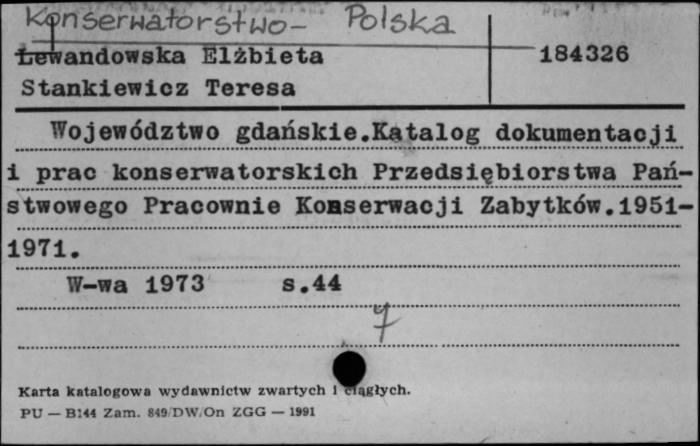 Konserwatorstwo - Polska
Lewandowska Elżbieta 184326
Stankiewicz Teresa
Województwo gdańskie.Katalog dokumentacji
i prac konserwatorskich Przedsiębiorstwa Pań-
stwowego Pracownie Konserwacji Zabytków.1951-
1971.
W-wa 1973 s.44
7
Karta katalogowa wydawnictw zwartych i ciągłych.
PU — B144 Zam. 849/DW/On ZGG — 1991